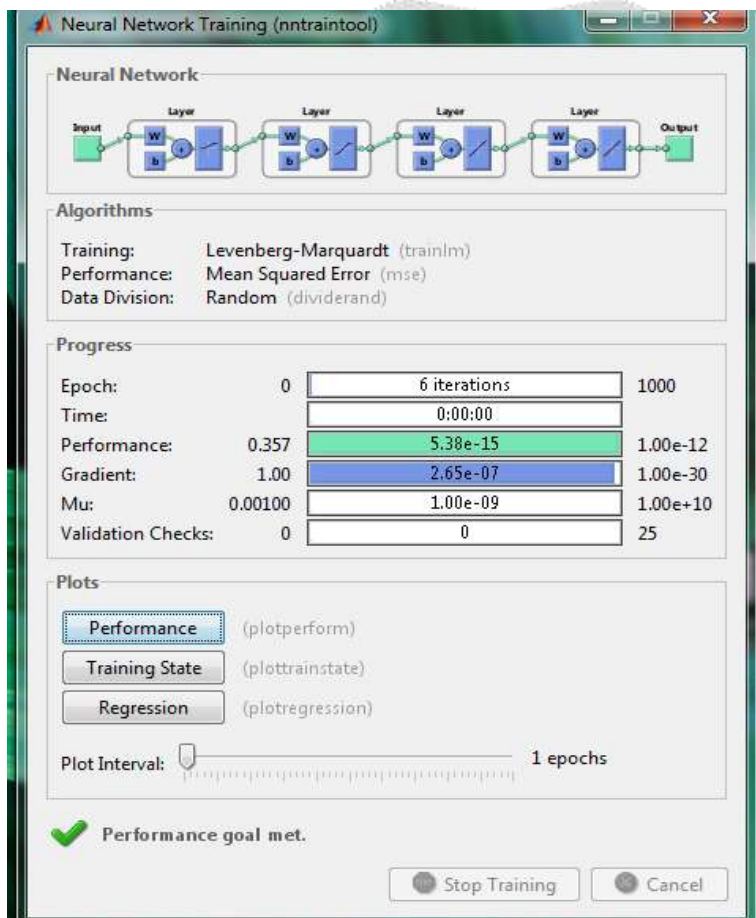 Neural Network Training (nntraintool)
Neural Network
Layer Layer Layer Layer
Input Output
W W W W
b b b b
Algorithms
Training: Levenberg-Marquardt (trainlm)
Performance: Mean Squared Error (mse)
Data Division: Random (dividerand)
Progress
Epoch: 0 6 iterations 1000
Time: 0:00:00
Performance: 0.357 5.38e-15 1.00e-12
Gradient: 1.00 2.65e-07 1.00e-30
Mu: 0.00100 1.00e-09 1.00e+10
Validation Checks: 0 0 25
Plots
Performance (plotperform)
Training State (plottrainstate)
Regression (plotregression)
Plot Interval: 1 epochs
Performance goal met.
Stop Training Cancel